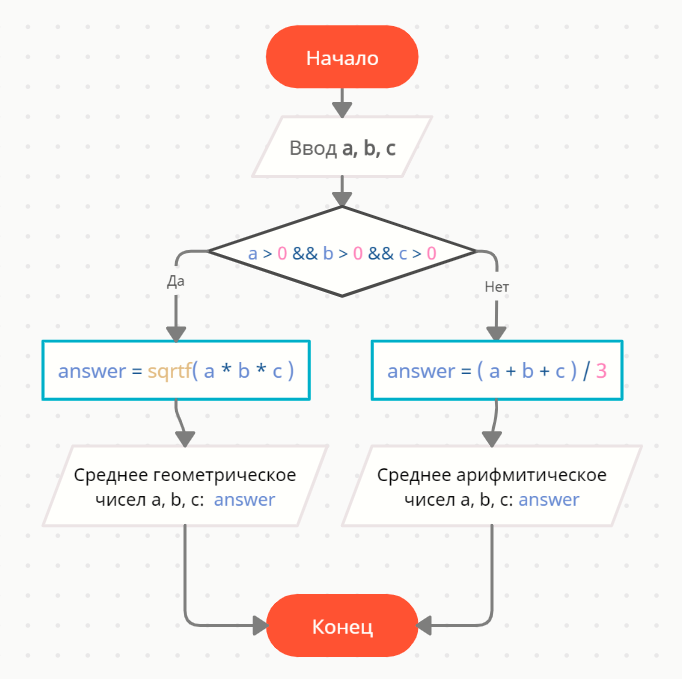 Начало
Ввод a, b, c
a > 0 && b > 0 && c > 0
Да
Нет
answer = sqrtf( a * b * c )
answer = ( a + b + c ) / 3
Среднее геометрическое
чисел a, b, c: answer
Среднее арифмитическое
чисел a, b, c: answer
Конец